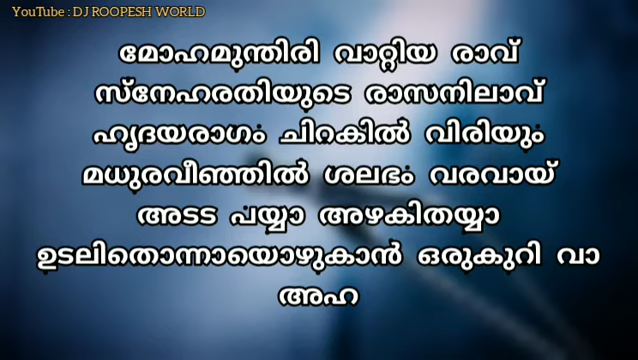 YouTube : DJ ROOPESH WORLD
മോഹമുന്തിരി വാറ്റിയ രാവ്
സ്നേഹരതിയുടെ രാസനിലാവ്
ഹൃദയരാഗം ചിറകിൽ വിരിയും
മധുരവീഞ്ഞിൽ ശലഭം വരവായ്
അടട പയ്യാ അഴകിതയ്യാ
ഉടലിതൊന്നായൊഴുകാൻ ഒരുകുറി വാ
അഹ